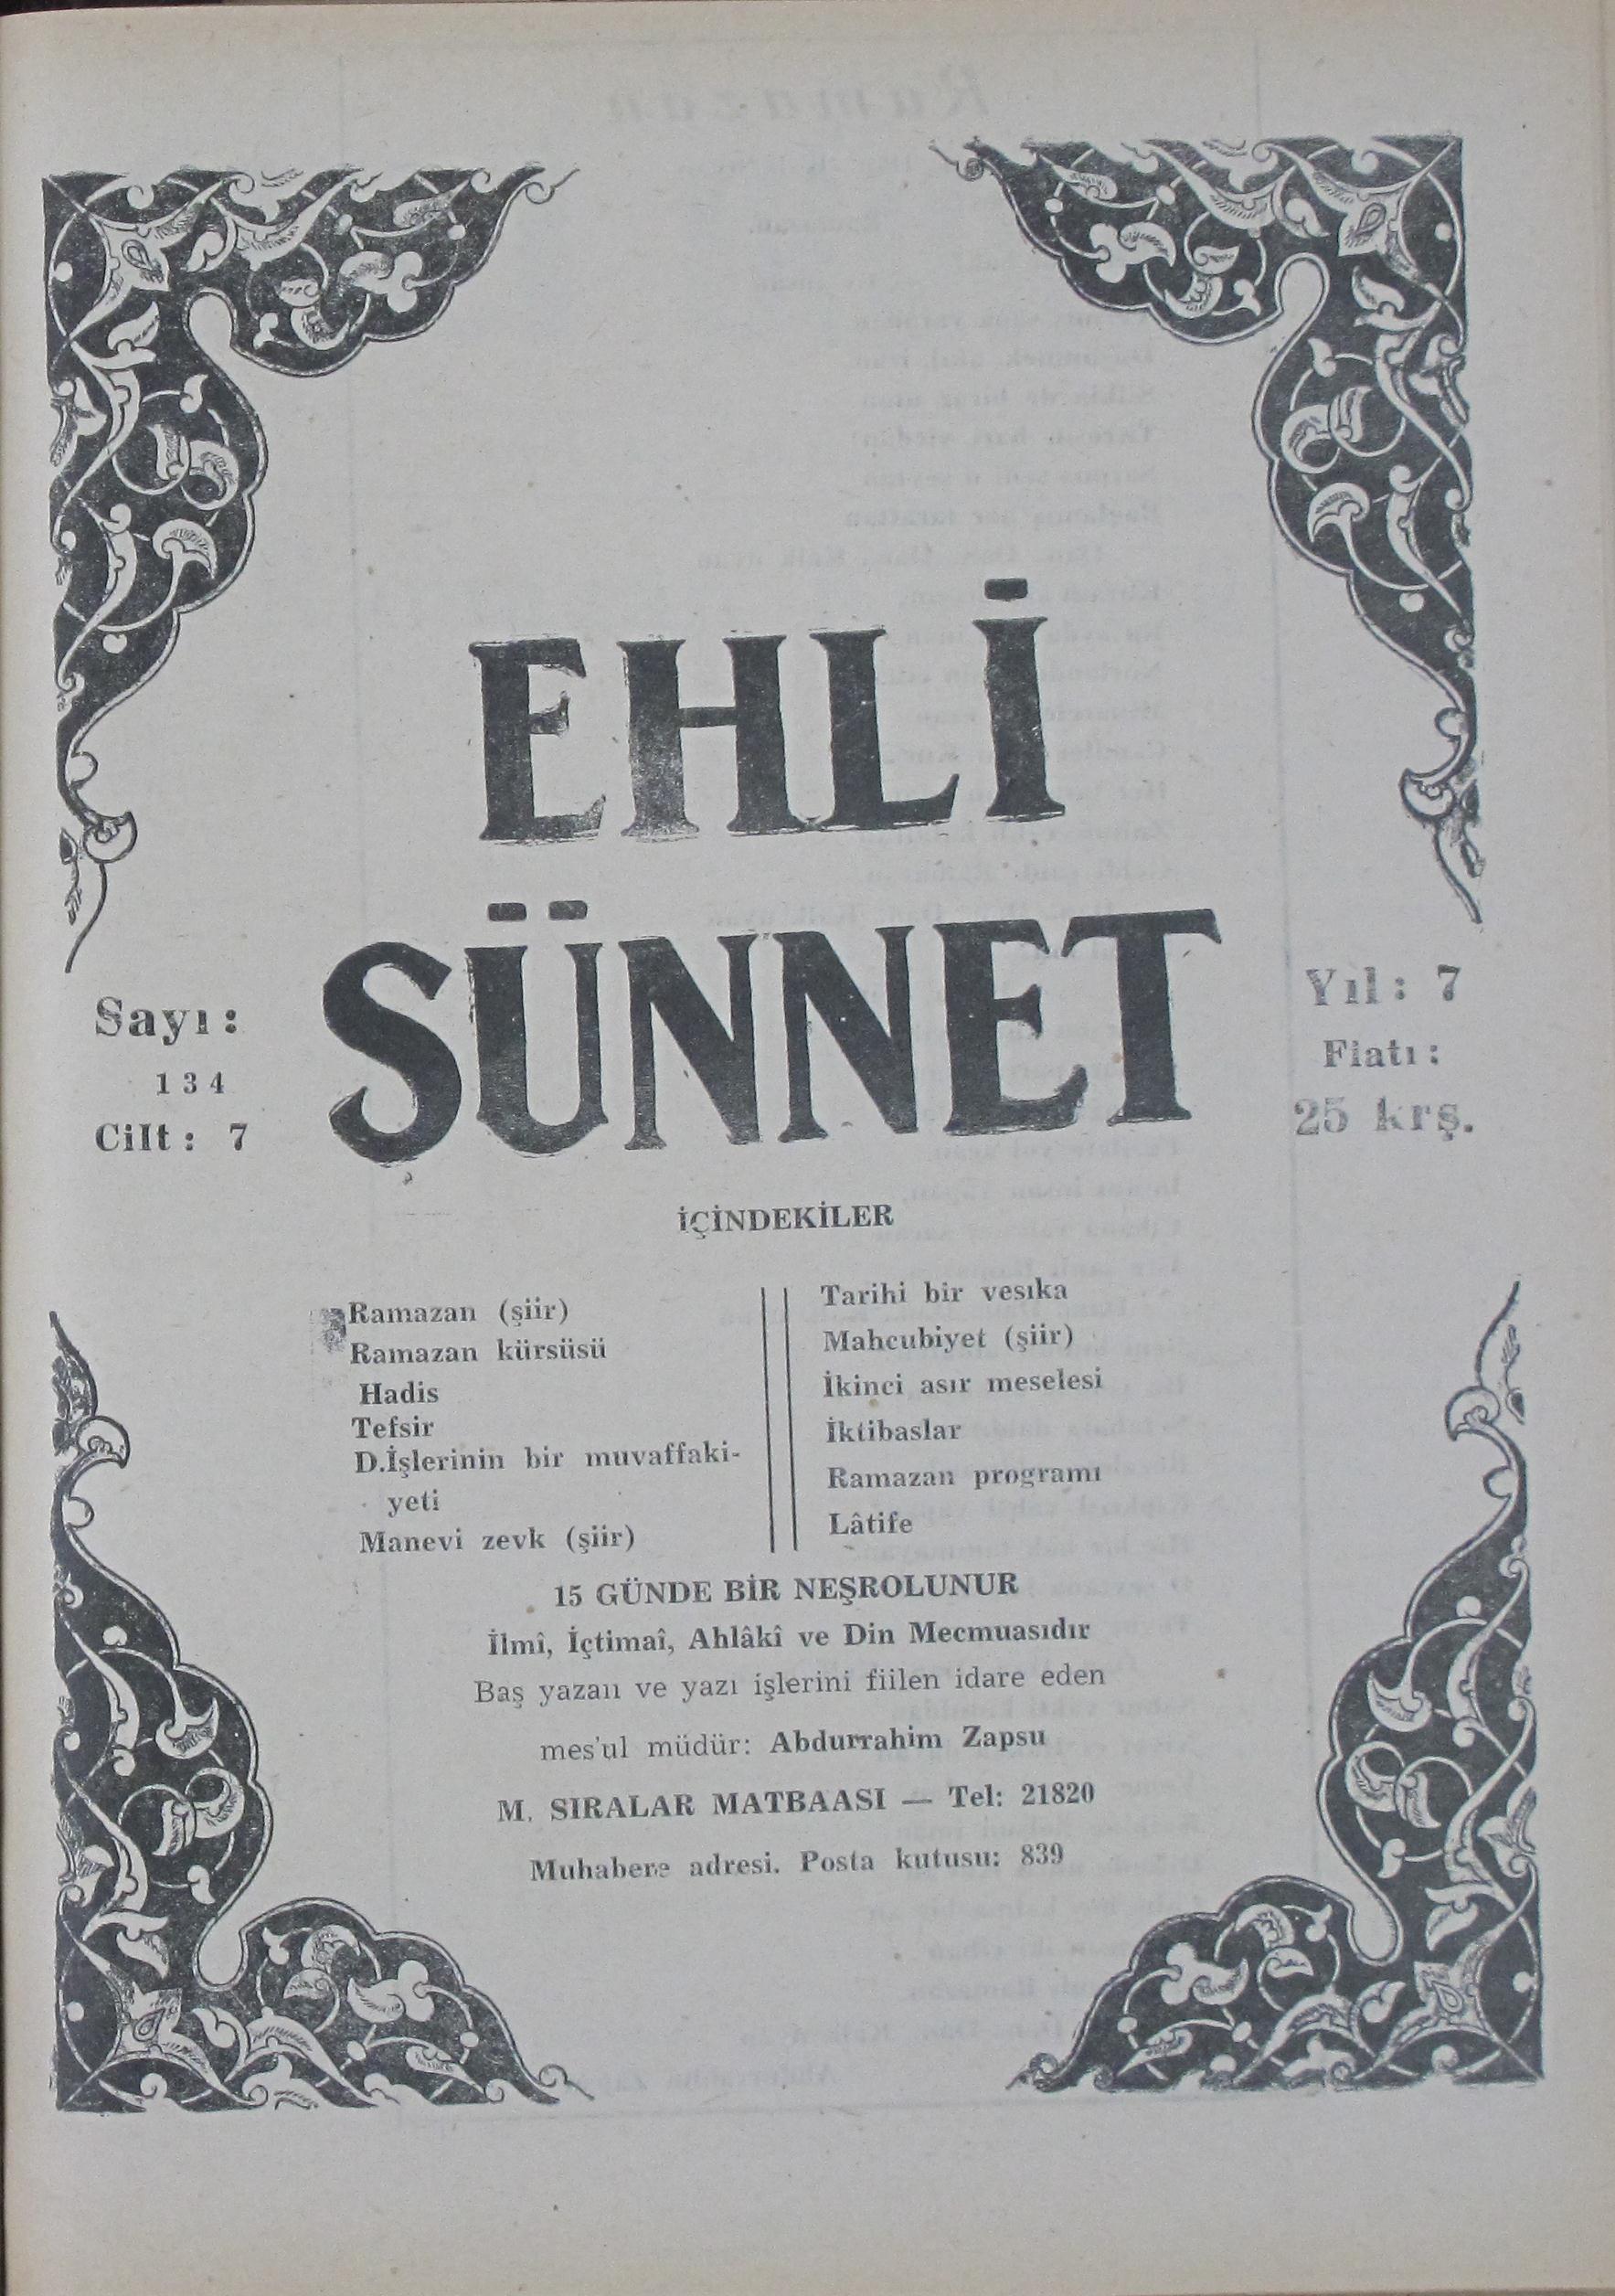 EHLİ
SÜNNET
Sayı:
134
Cilt: 7
Yıl: 7
Fiatı:
25 krş.
İÇİNDEKİLER
Ramazan (şiir)
Ramazan kürsüsü
Hadis
Tefsir
D.İşlerinin bir muvaffaki-
yeti
Manevi zevk (şiir)
Tarihi bir vesıka
Mahcubiyet (şiir)
İkinci asır meselesi
İktibaslar
Ramazan programı
Lâtife
15 GÜNDE BİR NEŞROLUNUR
İlmî, İçtimaî, Ahlâkî ve Din Mecmuasıdır
Baş yazan ve yazı işlerini fiilen idare eden
mes'ul müdür: Abdurrahim Zapsu
M. SIRALAR MATBAASI — Tel: 21820
Muhabere adresi. Posta kutusu: 839